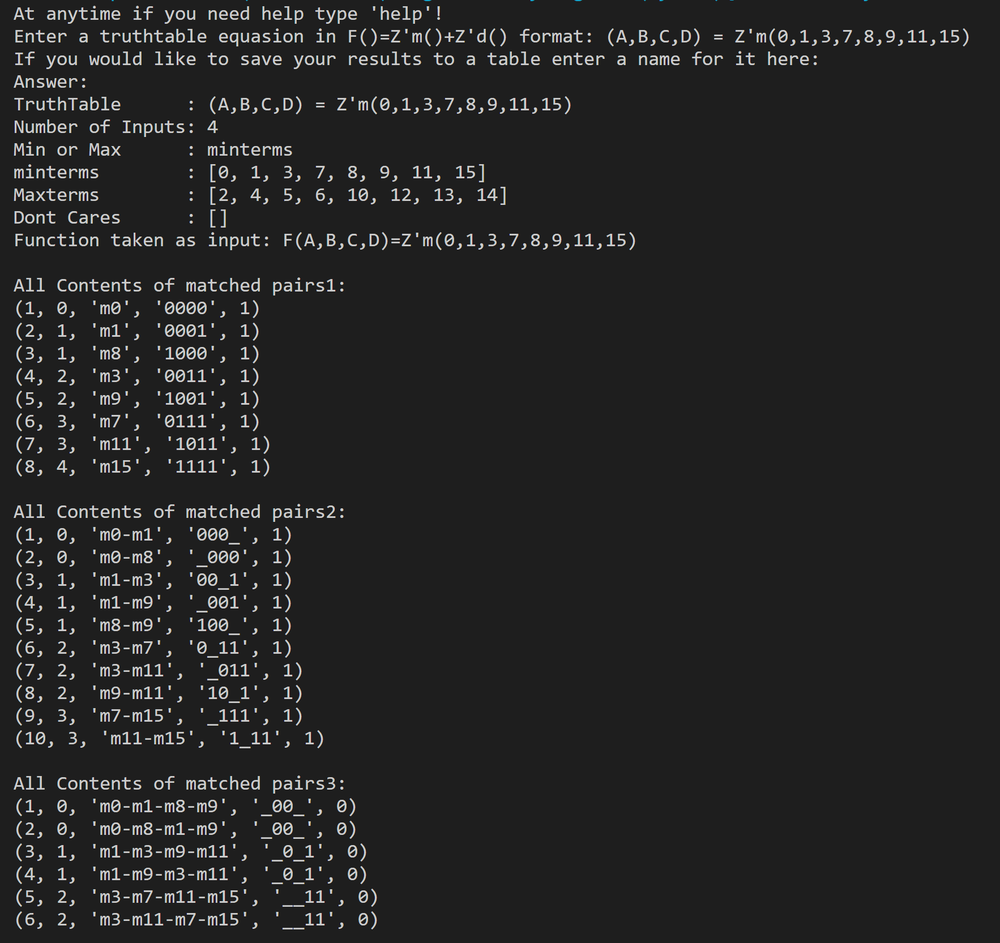 At anytime if you need help type 'help'!
Enter a truthtable equasion in F()=Z'm()+Z'd() format: (A,B,C,D) = Z'm(0,1,3,7,8,9,11,15)
If you would like to save your results to a table enter a name for it here:
Answer:
TruthTable      : (A,B,C,D) = Z'm(0,1,3,7,8,9,11,15)
Number of Inputs: 4
Min or Max      : minterms
minterms        : [0, 1, 3, 7, 8, 9, 11, 15]
Maxterms        : [2, 4, 5, 6, 10, 12, 13, 14]
Dont Cares      : []
Function taken as input: F(A,B,C,D)=Z'm(0,1,3,7,8,9,11,15)
All Contents of matched pairs1:
(1, 0, 'm0', '0000', 1)
(2, 1, 'm1', '0001', 1)
(3, 1, 'm8', '1000', 1)
(4, 2, 'm3', '0011', 1)
(5, 2, 'm9', '1001', 1)
(6, 3, 'm7', '0111', 1)
(7, 3, 'm11', '1011', 1)
(8, 4, 'm15', '1111', 1)
All Contents of matched pairs2:
(1, 0, 'm0-m1', '000_', 1)
(2, 0, 'm0-m8', '_000', 1)
(3, 1, 'm1-m3', '00_1', 1)
(4, 1, 'm1-m9', '_001', 1)
(5, 1, 'm8-m9', '100_', 1)
(6, 2, 'm3-m7', '0_11', 1)
(7, 2, 'm3-m11', '_011', 1)
(8, 2, 'm9-m11', '10_1', 1)
(9, 3, 'm7-m15', '_111', 1)
(10, 3, 'm11-m15', '1_11', 1)
All Contents of matched pairs3:
(1, 0, 'm0-m1-m8-m9', '_00_', 0)
(2, 0, 'm0-m8-m1-m9', '_00_', 0)
(3, 1, 'm1-m3-m9-m11', '_0_1', 0)
(4, 1, 'm1-m9-m3-m11', '_0_1', 0)
(5, 2, 'm3-m7-m11-m15', '__11', 0)
(6, 2, 'm3-m11-m7-m15', '__11', 0)